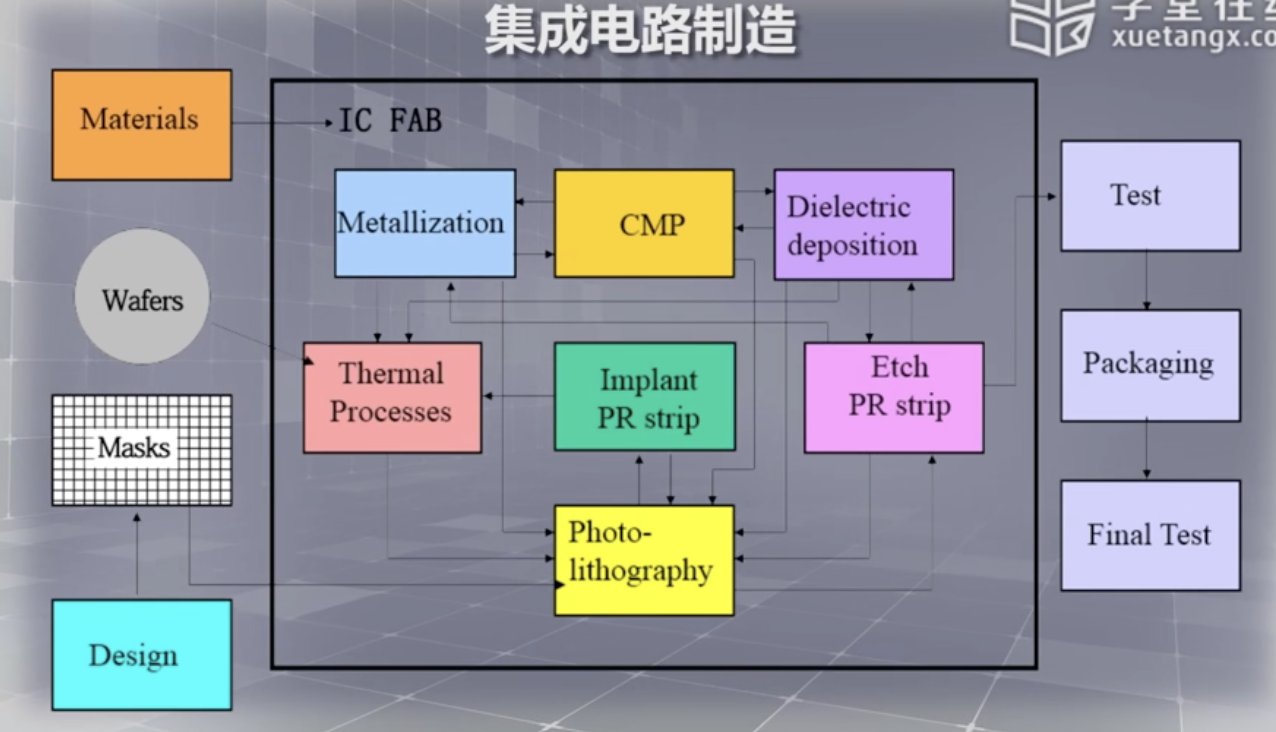 集成电路制造
学堂在线
xuetangx.co
Materials
IC FAB
Metallization
CMP
Dielectric
deposition
Test
Wafers
Thermal
Processes
Implant
PR strip
Etch
PR strip
Packaging
Masks
Photo-
lithography
Final Test
Design